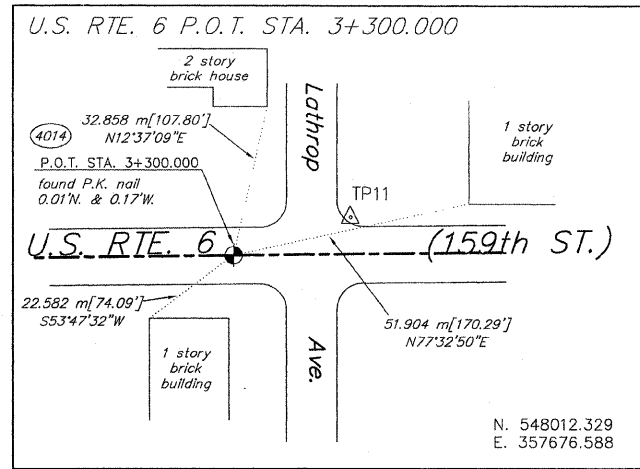 U.S. RTE. 6 P.O.T. STA. 3+300.000
2 story
brick house
Lathrop
32.858 m[107.80']
N12°37'09"E
4014
1 story
brick
building
P.O.T. STA. 3+300.000
found P.K. nail
0.01'N. & 0.17'W.
TP11
U.S. RTE. 6
(159th ST.)
22.582 m[74.09']
S53°47'32"W
51.904 m[170.29']
N77°32'50"E
1 story
brick
building
Ave.
N. 548012.329
E. 357676.588